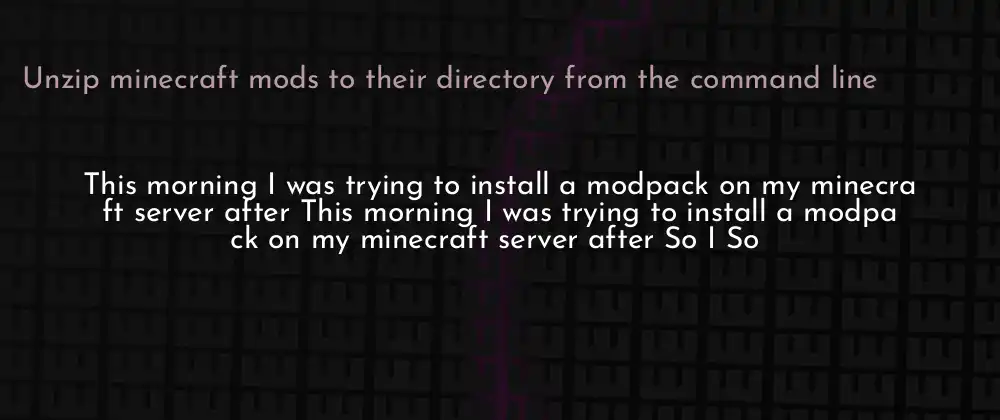 Unzip minecraft mods to their directory from the command line
This morning I was trying to install a modpack on my minecra
ft server after This morning I was trying to install a modpa
ck on my minecraft server after So I So